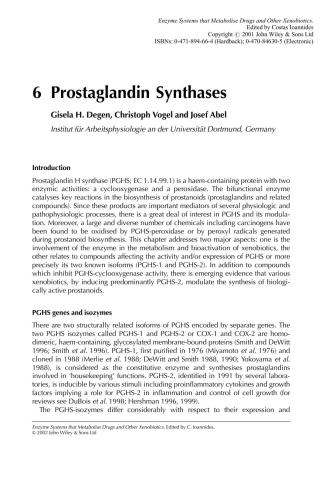 Enzyme Systems that Metabolise Drugs and Other Xenobiotics.
Edited by Costas Ioannides
Copyright © 2001 John Wiley & Sons Ltd
ISBNs: 0-471-894-66-4 (Hardback); 0-470-84630-5 (Electronic)
6 Prostaglandin Synthases
Gisela H. Degen, Christoph Vogel and Josef Abel
Institut für Arbeitsphysiologie an der Universität Dortmund, Germany
Introduction
Prostaglandin H synthase (PGHS; EC 1.14.99.1) is a haem-containing protein with two
enzymic activities: a cyclooxygenase and a peroxidase. The bifunctional enzyme
catalyses key reactions in the biosynthesis of prostanoids (prostaglandins and related
compounds). Since these products are important mediators of several physiologic and
pathophysiologic processes, there is a great deal of interest in PGHS and its modula-
tion. Moreover, a large and diverse number of chemicals including carcinogens have
been found to be oxidised by PGHS-peroxidase or by peroxyl radicals generated
during prostanoid biosynthesis. This chapter addresses two major aspects: one is the
involvement of the enzyme in the metabolism and bioactivation of xenobiotics, the
other relates to compounds affecting the activity and/or expression of PGHS or more
precisely its two known isoforms (PGHS-1 and PGHS-2). In addition to compounds
which inhibit PGHS-cyclooxygenase activity, there is emerging evidence that various
xenobiotics, by inducing predominantly PGHS-2, modulate the synthesis of biologi-
cally active prostanoids.
PGHS genes and isozymes
There are two structurally related isoforms of PGHS encoded by separate genes. The
two PGHS isozymes called PGHS-1 and PGHS-2 or COX-1 and COX-2 are homo-
dimeric, haem-containing, glycosylated membrane-bound proteins (Smith and DeWitt
1996; Smith et al. 1996). PGHS-1, first purified in 1976 (Miyamoto et al. 1976) and
cloned in 1988 (Merlie et al. 1988; DeWitt and Smith 1988, 1990; Yokoyama et al.
1988), is considered as the constitutive enzyme and synthesises prostaglandins
involved in 'housekeeping' functions. PGHS-2, identified in 1991 by several labora-
tories, is inducible by various stimuli including proinflammatory cytokines and growth
factors implying a role for PGHS-2 in inflammation and control of cell growth (for
reviews see DuBois et al. 1998; Hershman 1996, 1999).
The PGHS-isozymes differ considerably with respect to their expression and
Enzyme Systems that Metabolise Drugs and Other Xenobiotics. Edited by C. Ioannides.
© 2002 John Wiley & Sons Ltd